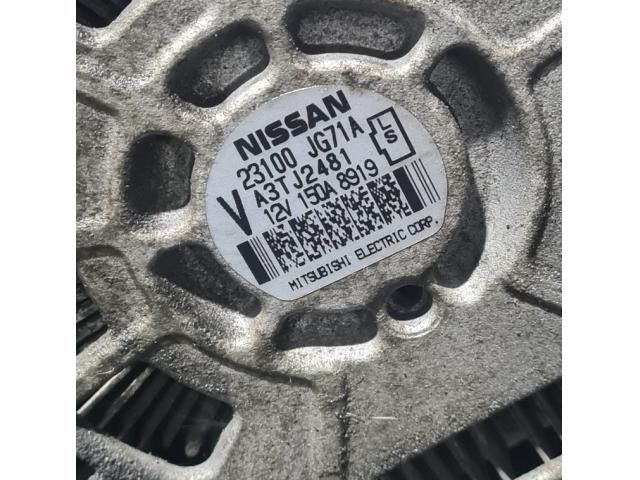 NISSAN
23100 JG71A
V A3TJ2481
12V 150A 8919
L
S
MITSUBISHI ELECTRIC CORP.